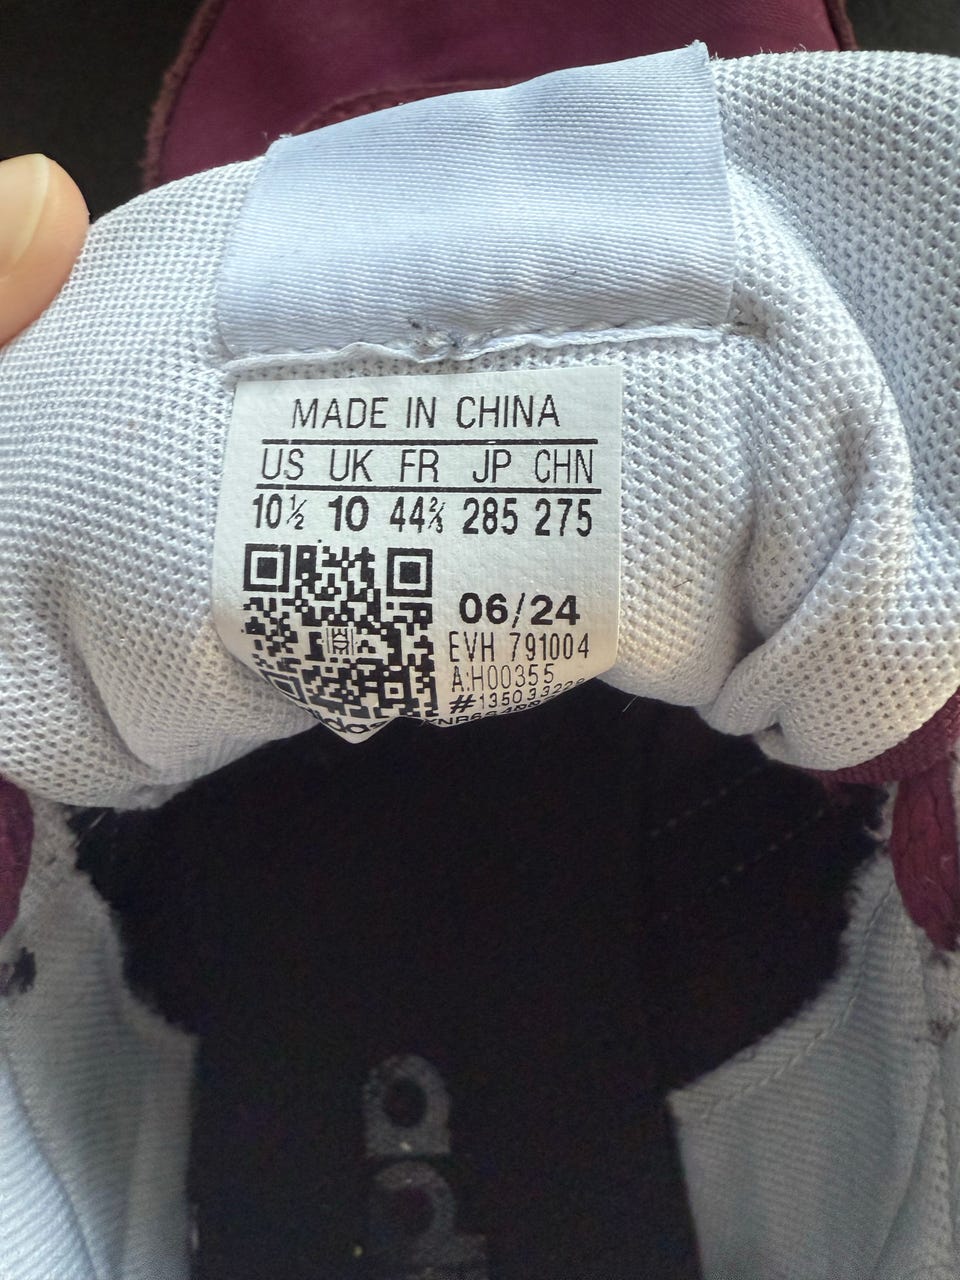 MADE IN CHINA
US UK FR JP CHN
10½ 10 44⅔ 285 275
06/24
EVH 791004
A:H00355